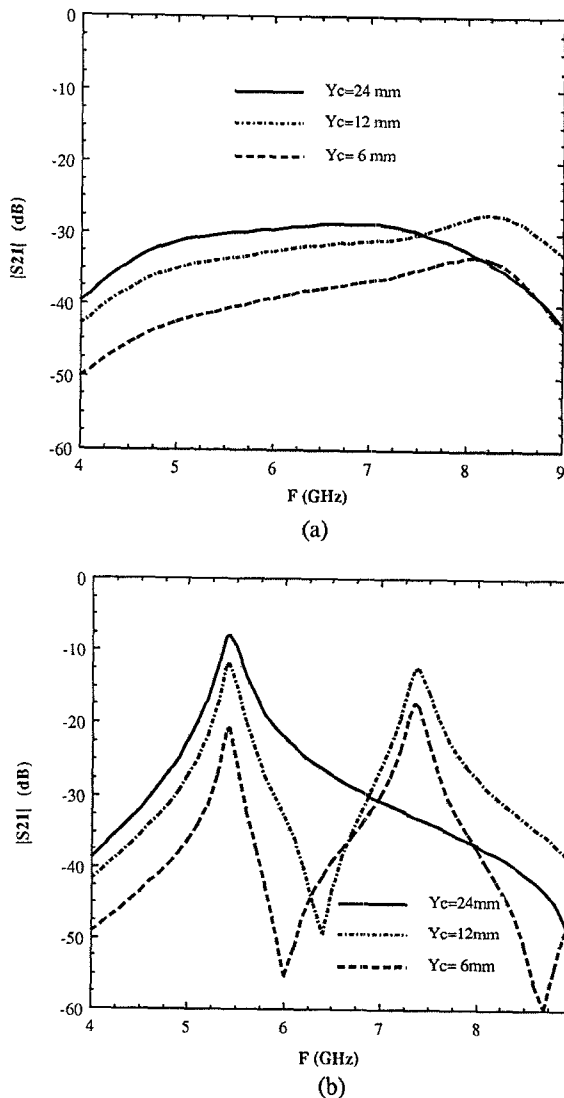 0
-10
-20
-30
-40
-50
-60
|S21| (dB)
Yc=24 mm
Yc=12 mm
Yc= 6 mm
4 5 6 7 8 9
F (GHz)
(a)
0
-10
-20
-30
-40
-50
-60
|S21| (dB)
Yc=24mm
Yc=12mm
Yc= 6mm
4 5 6 7 8
F (GHz)
(b)